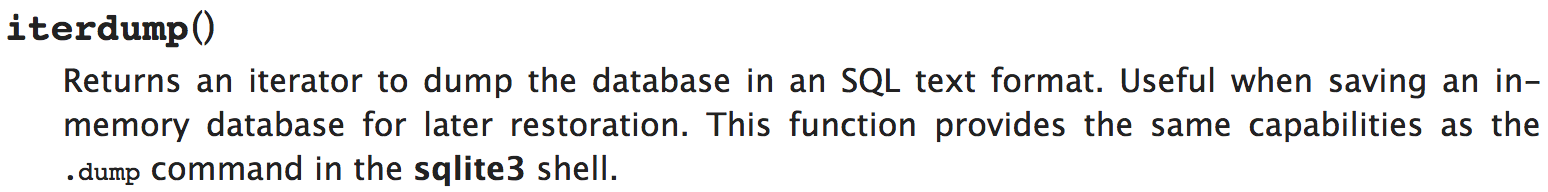 iterdump()
Returns an iterator to dump the database in an SQL text format. Useful when saving an in-
memory database for later restoration. This function provides the same capabilities as the
.dump command in the sqlite3 shell.